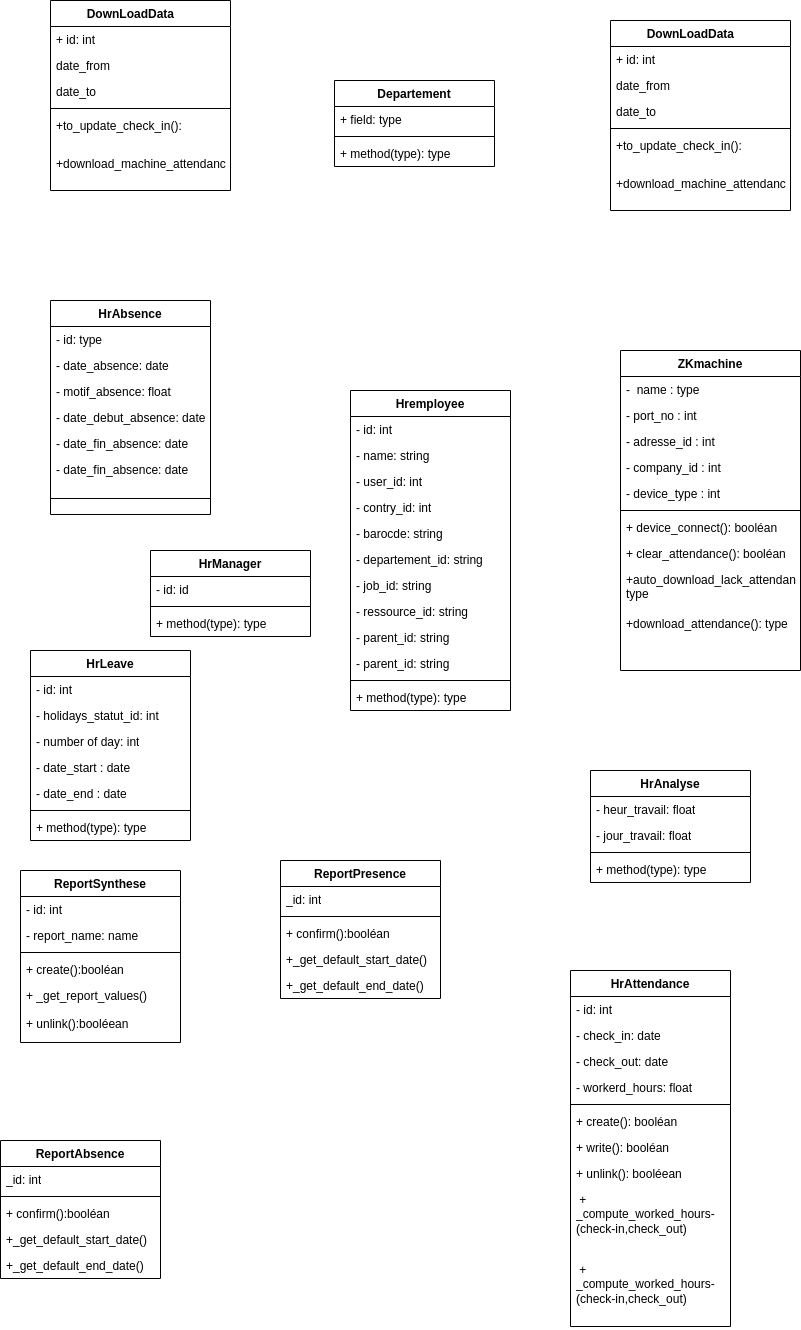 DownLoadData
+ id: int
date_from
date_to
+to_update_check_in():
+download_machine_attendanc
Departement
+ field: type
+ method(type): type
DownLoadData
+ id: int
date_from
date_to
+to_update_check_in():
+download_machine_attendanc
HrAbsence
- id: type
- date_absence: date
- motif_absence: float
- date_debut_absence: date
- date_fin_absence: date
- date_fin_absence: date
Hremployee
- id: int
- name: string
- user_id: int
- contry_id: int
- barocde: string
- departement_id: string
- job_id: string
- ressource_id: string
- parent_id: string
- parent_id: string
+ method(type): type
ZKmachine
-  name : type
- port_no : int
- adresse_id : int
- company_id : int
- device_type : int
+ device_connect(): booléan
+ clear_attendance(): booléan
+auto_download_lack_attendan
type
+download_attendance(): type
HrManager
- id: id
+ method(type): type
HrLeave
- id: int
- holidays_statut_id: int
- number of day: int
- date_start : date
- date_end : date
+ method(type): type
HrAnalyse
- heur_travail: float
- jour_travail: float
+ method(type): type
ReportSynthese
- id: int
- report_name: name
+ create():booléan
+ _get_report_values()
+ unlink():booléean
ReportPresence
_id: int
+ confirm():booléan
+_get_default_start_date()
+_get_default_end_date()
HrAttendance
- id: int
- check_in: date
- check_out: date
- workerd_hours: float
+ create(): booléan
+ write(): booléan
+ unlink(): booléean
+
_compute_worked_hours-
(check-in,check_out)
+
_compute_worked_hours-
(check-in,check_out)
ReportAbsence
_id: int
+ confirm():booléan
+_get_default_start_date()
+_get_default_end_date()